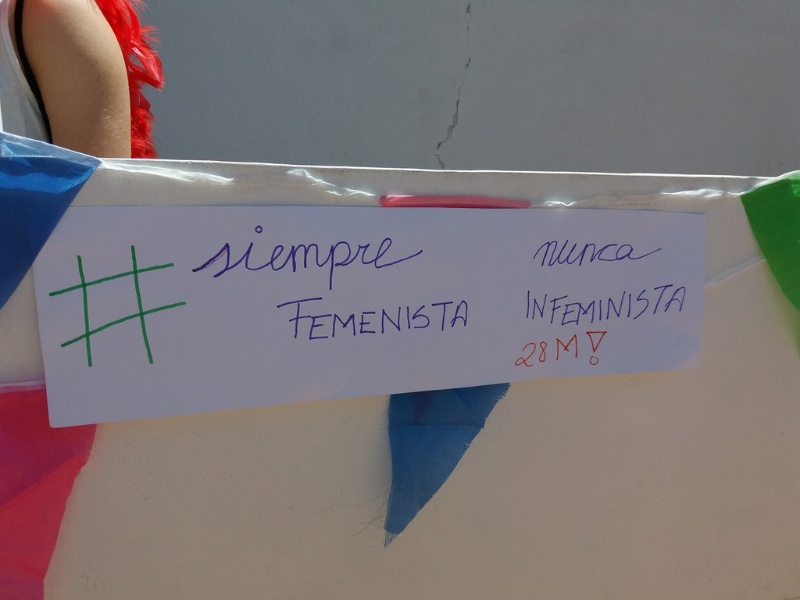 # siempre nunca
FEMENISTA INFEMINISTA
28M!